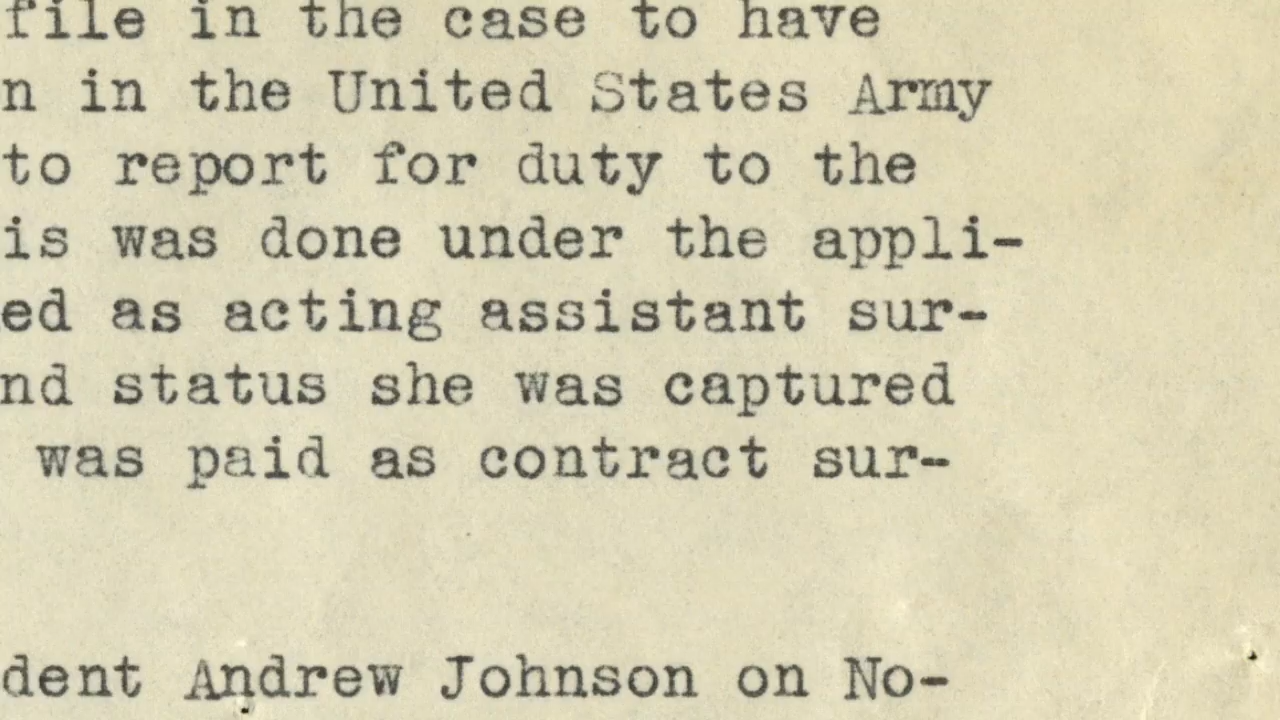 file in the case to have
n in the United States Army
to report for duty to the
is was done under the appli-
ed as acting assistant sur-
nd status she was captured
was paid as contract sur-
dent Andrew Johnson on No-